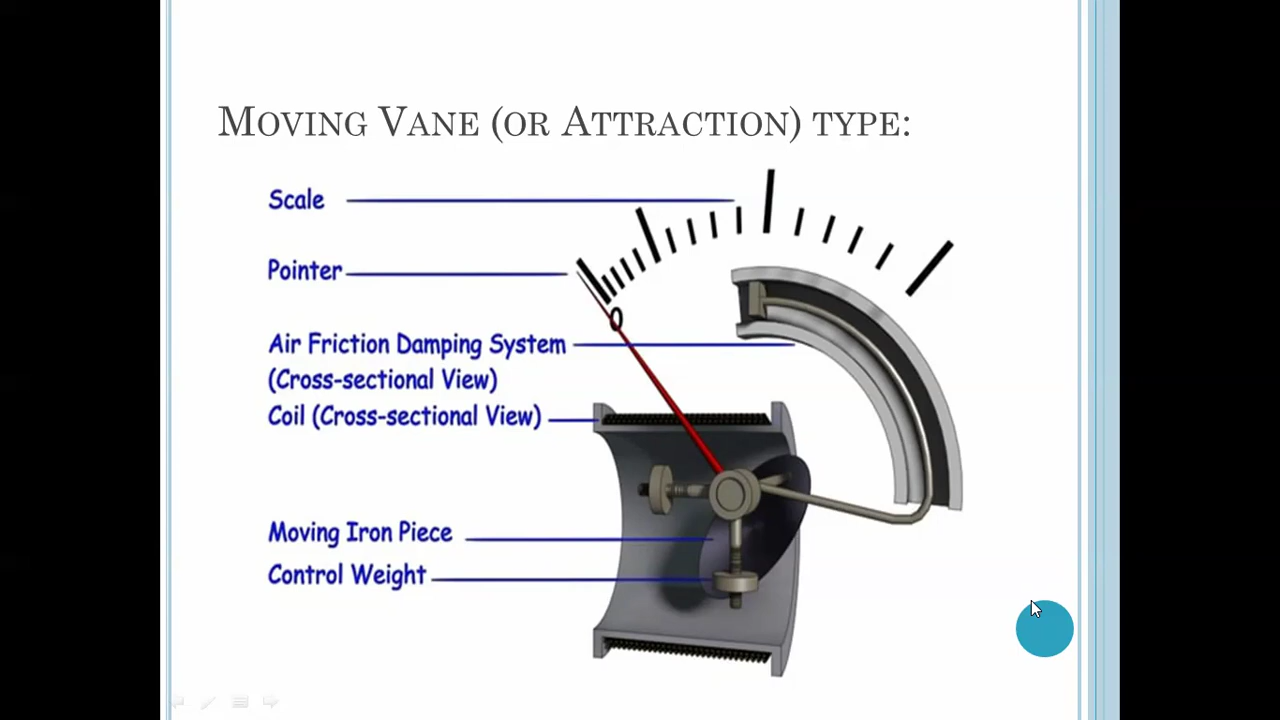 MOVING VANE (OR ATTRACTION) TYPE:
Scale
Pointer
0
Air Friction Damping System
(Cross-sectional View)
Coil (Cross-sectional View)
Moving Iron Piece
Control Weight